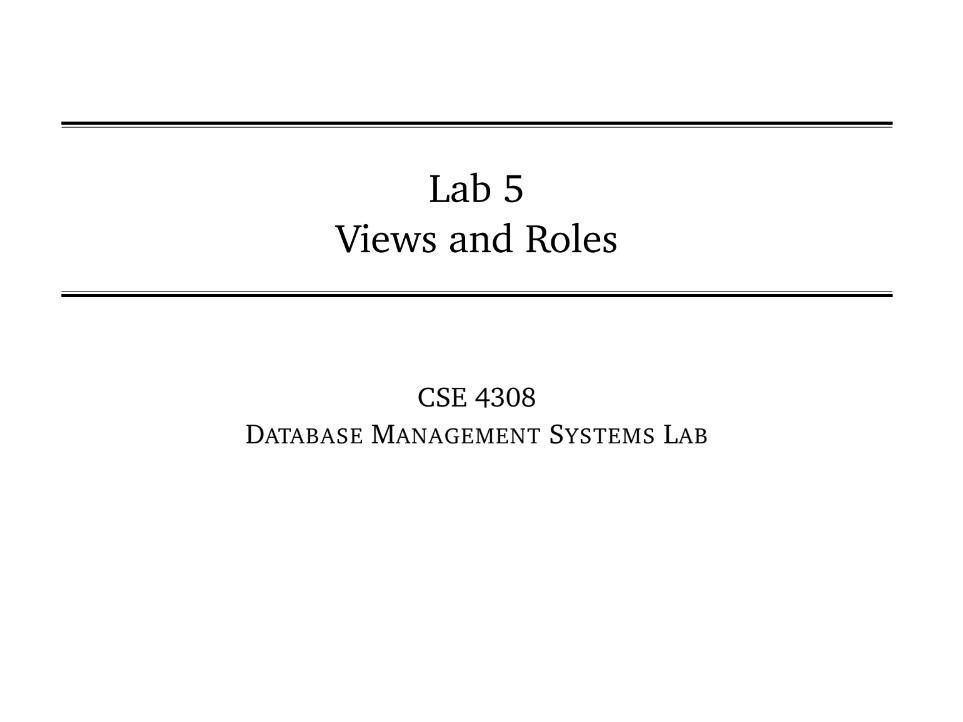 Lab 5
Views and Roles
CSE 4308
DATABASE MANAGEMENT SYSTEMS LAB